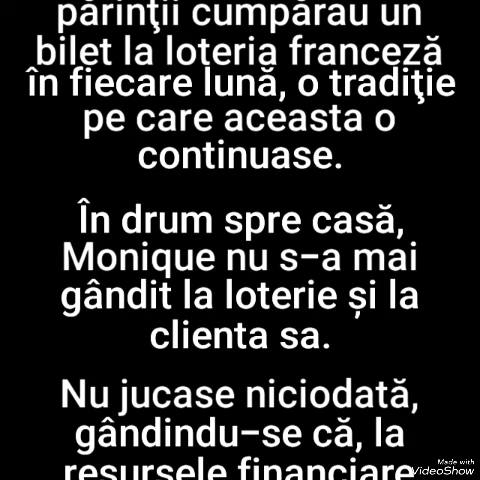 părinţii cumpărau un
bilet la loteria franceză
în fiecare lună, o tradiţie
pe care aceasta o
continuase.
În drum spre casă,
Monique nu s-a mai
gândit la loterie și la
clienta sa.
Nu jucase niciodată,
gândindu-se că, la
resursele financiare
Made with
VideoShow